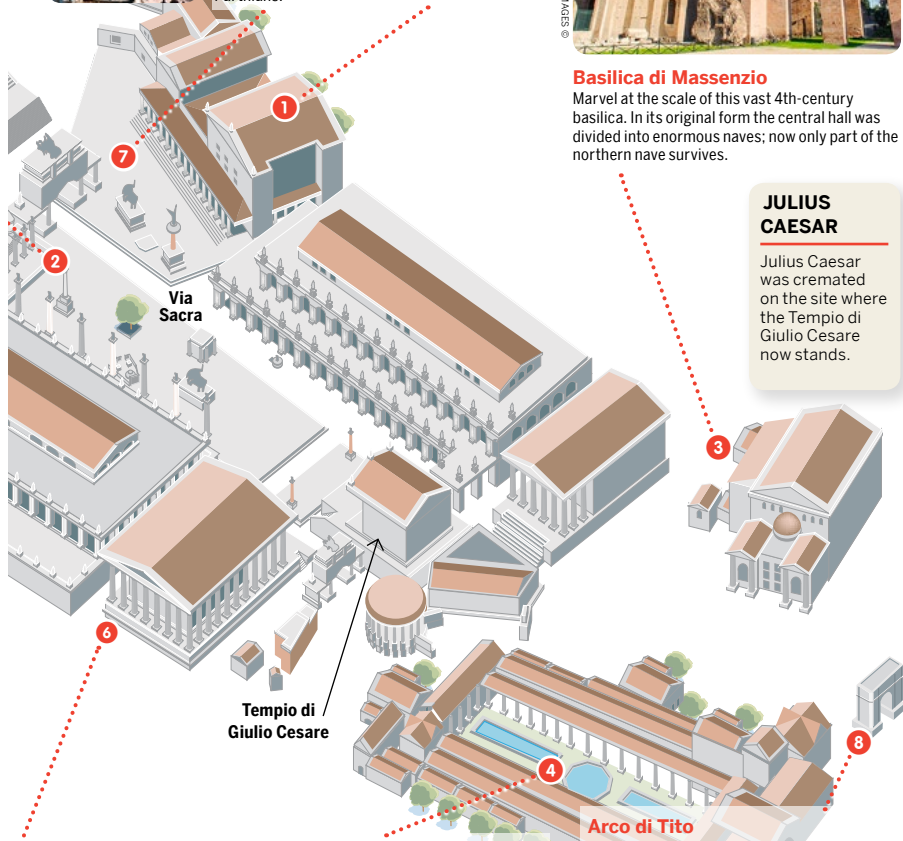 MAGES ©
Basilica di Massenzio
Marvel at the scale of this vast 4th-century
basilica. In its original form the central hall was
divided into enormous naves; now only part of the
northern nave survives.
JULIUS
CAESAR
Julius Caesar
was cremated
on the site where
the Tempio di
Giulio Cesare
now stands.
1
7
2
Via
Sacra
3
6
Tempio di
Giulio Cesare
4
8
Arco di Tito